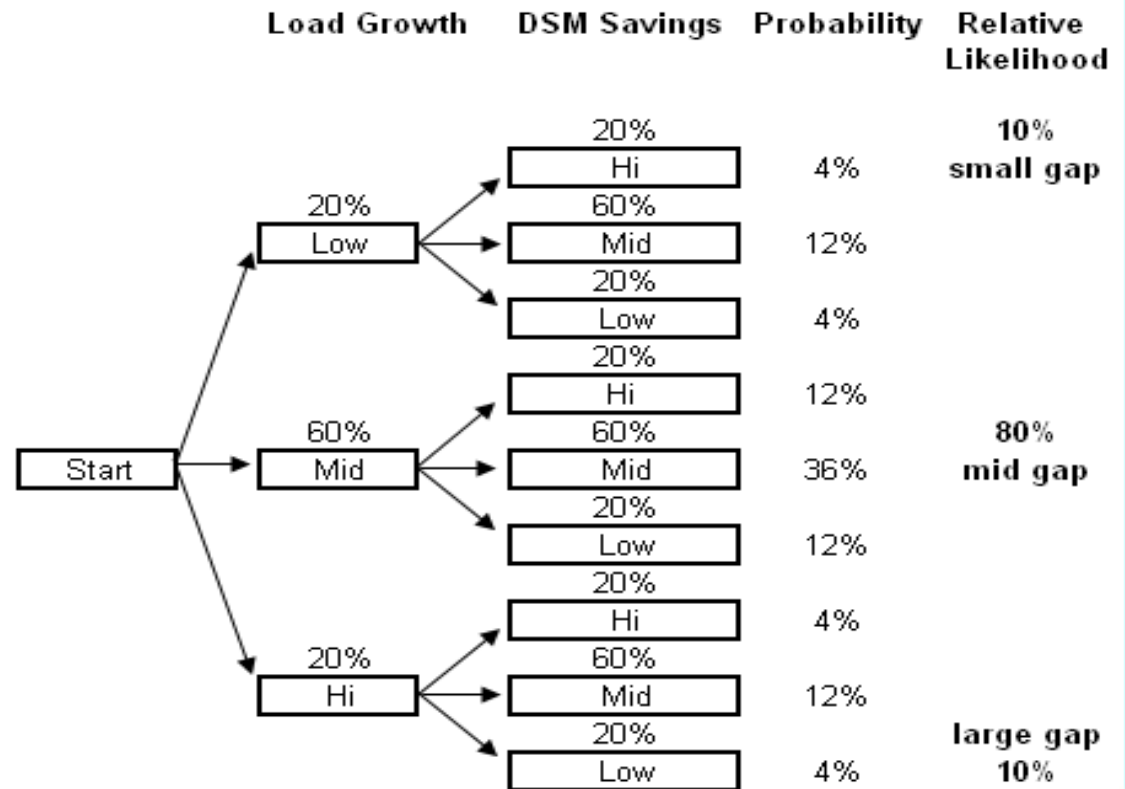 Load Growth DSM Savings Probability Relative
Likelihood
20% 10%
Hi 4% small gap
20% 60%
Low Mid 12%
20%
Low 4%
20%
Hi 12%
60% 60% 80%
Start Mid Mid 36% mid gap
20%
Low 12%
20%
Hi 4%
20% 60%
Hi Mid 12%
20% large gap
Low 4% 10%